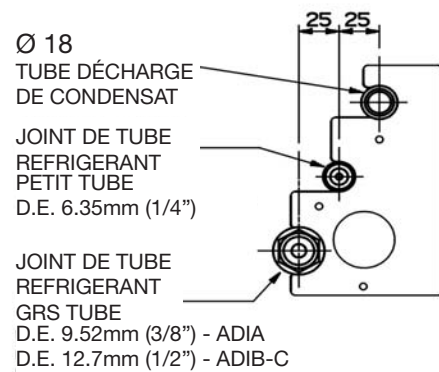 25 25
Ø 18
TUBE DÉCHARGE
DE CONDENSAT
JOINT DE TUBE
REFRIGERANT
PETIT TUBE
D.E. 6.35mm (1/4”)
JOINT DE TUBE
REFRIGERANT
GRS TUBE
D.E. 9.52mm (3/8”) - ADIA
D.E. 12.7mm (1/2”) - ADIB-C